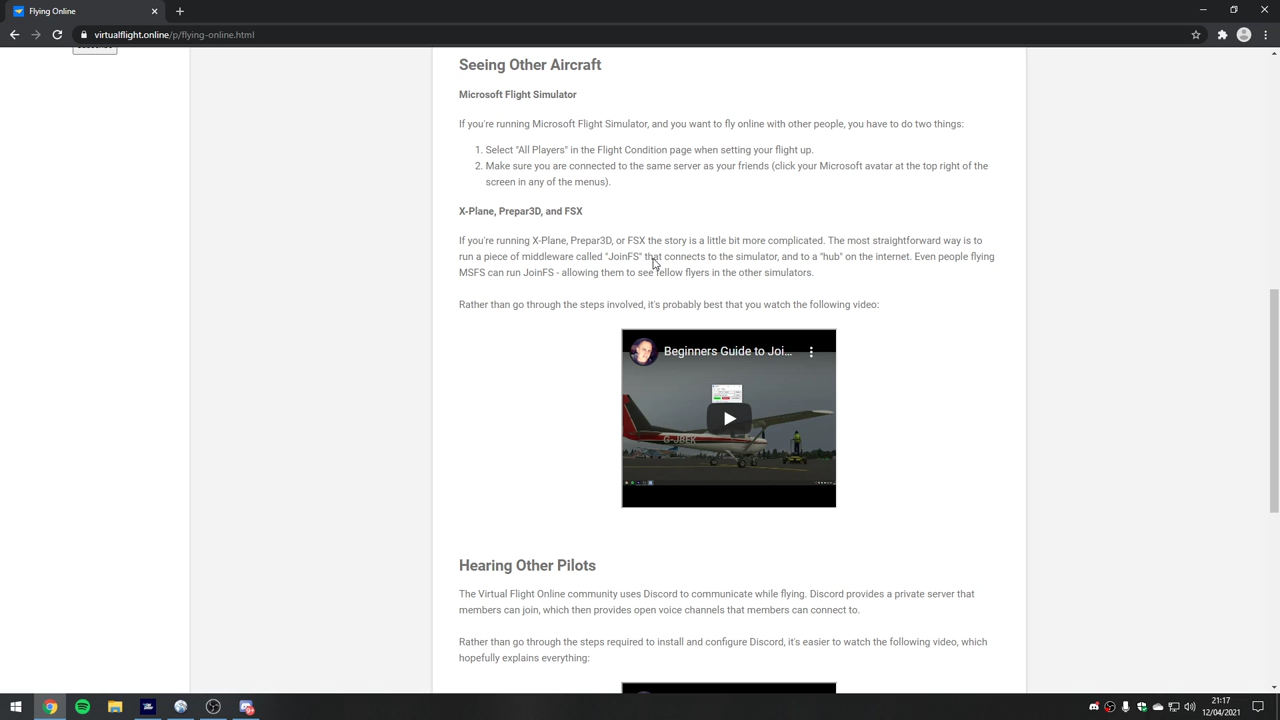 Flying Online
virtualflight.online/p/flying-online.html
Seeing Other Aircraft
Microsoft Flight Simulator
If you're running Microsoft Flight Simulator, and you want to fly online with other people, you have to do two things:
1. Select "All Players" in the Flight Condition page when setting your flight up.
2. Make sure you are connected to the same server as your friends (click your Microsoft avatar at the top right of the
screen in any of the menus).
X-Plane, Prepar3D, and FSX
If you're running X-Plane, Prepar3D, or FSX the story is a little bit more complicated. The most straightforward way is to
run a piece of middleware called "JoinFS" that connects to the simulator, and to a "hub" on the internet. Even people flying
MSFS can run JoinFS - allowing them to see fellow flyers in the other simulators.
Rather than go through the steps involved, it's probably best that you watch the following video:
Beginners Guide to Joi...
G-JBEK
Hearing Other Pilots
The Virtual Flight Online community uses Discord to communicate while flying. Discord provides a private server that
members can join, which then provides open voice channels that members can connect to.
Rather than go through the steps required to install and configure Discord, it's easier to watch the following video, which
hopefully explains everything:
21:17
12/04/2021